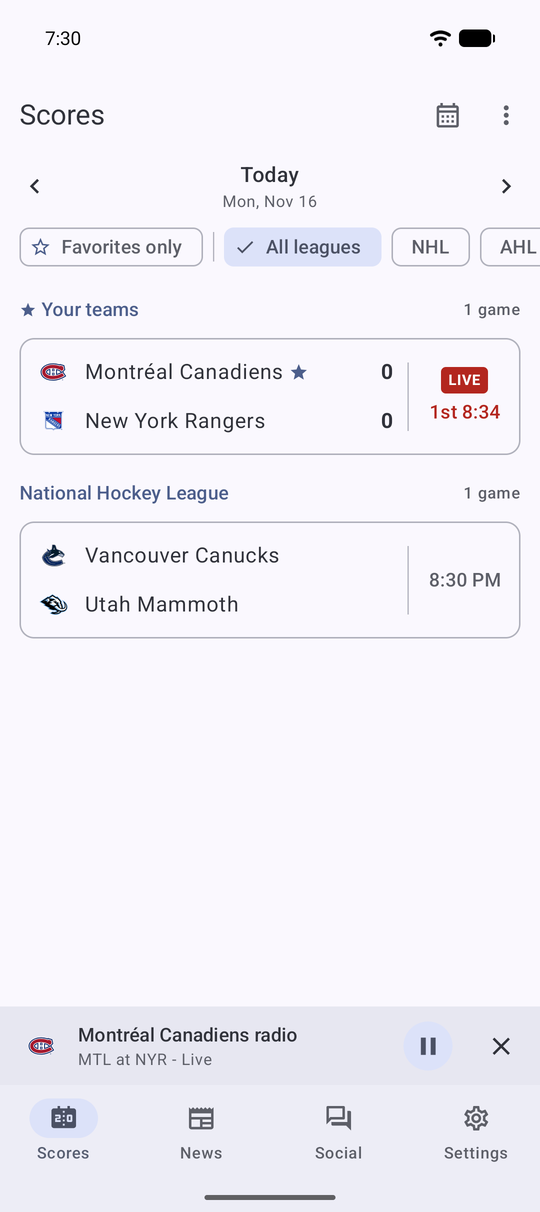 7:30
Scores
Today
Mon, Nov 16
Favorites only
All leagues
NHL
AHL
Your teams
1 game
Montréal Canadiens
0
LIVE
1st 8:34
New York Rangers
0
National Hockey League
1 game
Vancouver Canucks
8:30 PM
Utah Mammoth
Montréal Canadiens radio
MTL at NYR - Live
2:0
Scores
News
Social
Settings